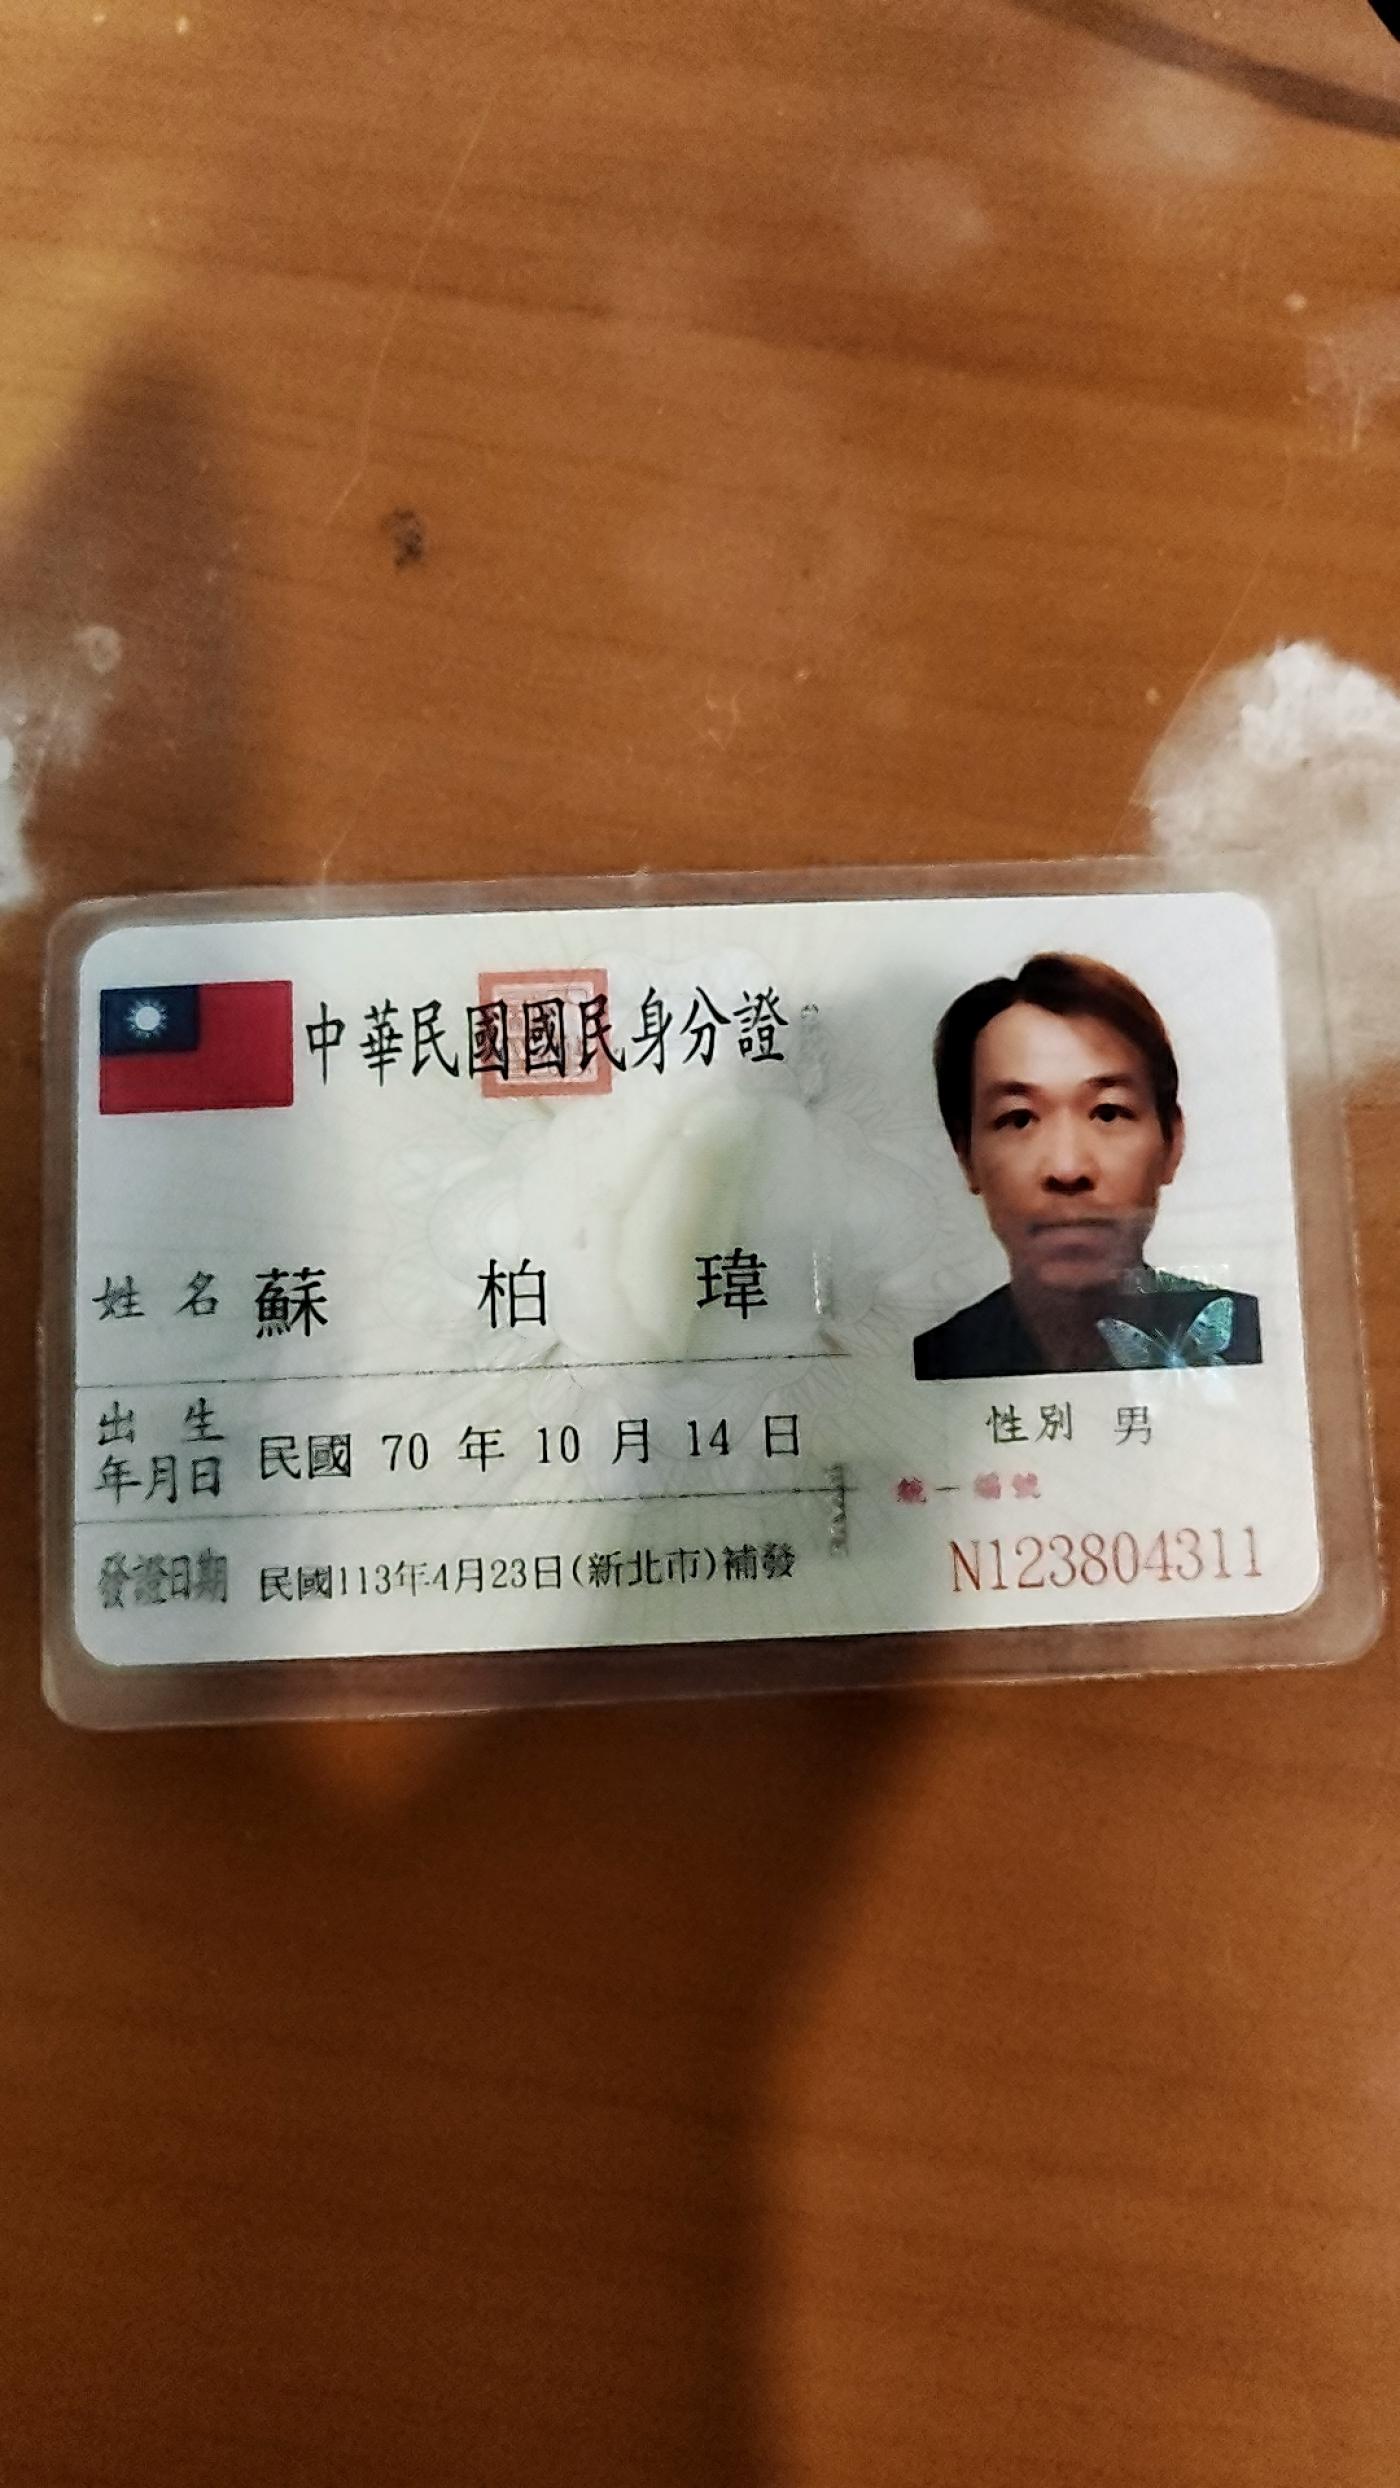 中華民國國民身分證
姓名 蘇柏瑋
出生年月日 民國 70 年 10 月 14 日
性別 男
統一編號
N123804311
發證日期 民國113年4月23日(新北市)補發